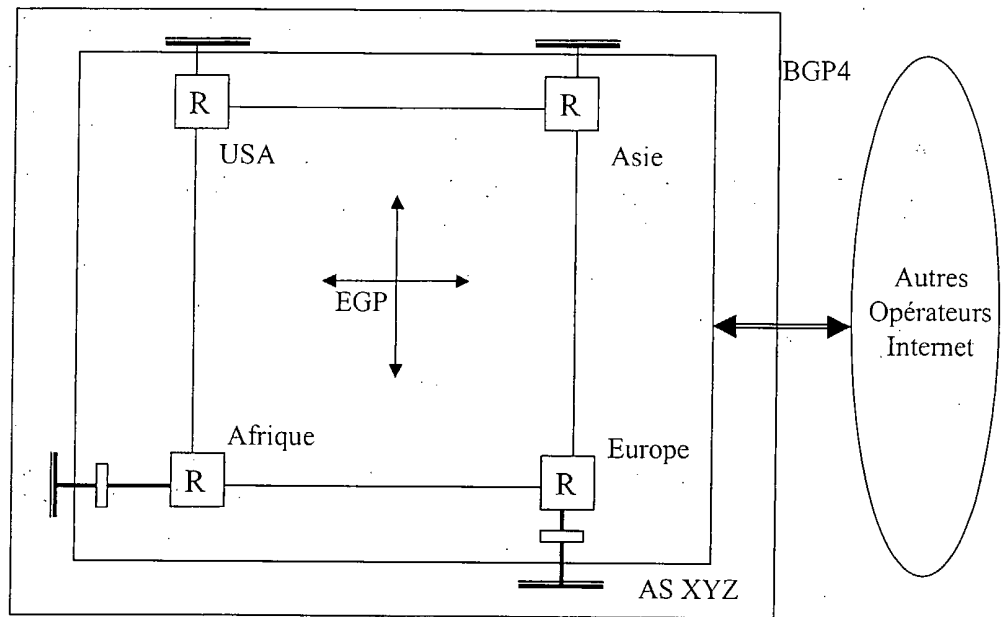 BGP4
R
R
USA
Asie
EGP
Autres
Opérateurs
Internet
Afrique
Europe
R
R
AS XYZ